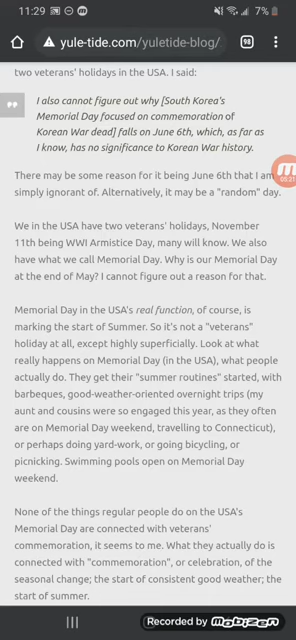 11:29
7%
yule-tide.com/yuletide-blog/
98
two veterans' holidays in the USA. I said:
I also cannot figure out why [South Korea's
Memorial Day focused on commemoration of
Korean War dead] falls on June 6th, which, as far as
I know, has no significance to Korean War history.
There may be some reason for it being June 6th that I am
simply ignorant of. Alternatively, it may be a "random" day.
We in the USA have two veterans' holidays, November
11th being WWI Armistice Day, many will know. We also
have what we call Memorial Day. Why is our Memorial Day
at the end of May? I cannot figure out a reason for that.
Memorial Day in the USA's real function, of course, is
marking the start of Summer. So it's not a "veterans"
holiday at all, except highly superficially. Look at what
really happens on Memorial Day (in the USA), what people
actually do. They get their "summer routines" started, with
barbeques, good-weather-oriented overnight trips (my
aunt and cousins were so engaged this year, as they often
are on Memorial Day weekend, travelling to Connecticut),
or perhaps doing yard-work, or going bicycling, or
picnicking. Swimming pools open on Memorial Day
weekend.
None of the things regular people do on the USA's
Memorial Day are connected with veterans'
commemoration, it seems to me. What they actually do is
connected with "commemoration", or celebration, of
the seasonal change; the start of consistent good weather; the
start of summer.
Recorded by Mobizen